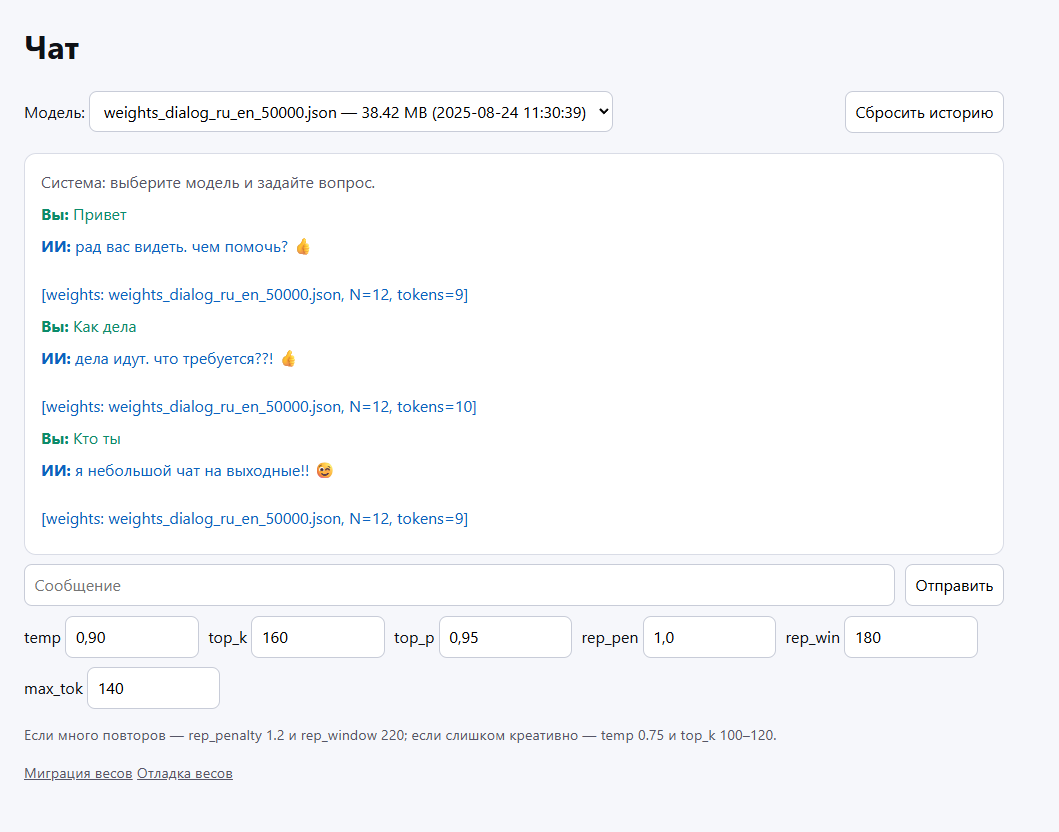 Чат
Модель: weights_dialog_ru_en_50000.json — 38.42 MB (2025-08-24 11:30:39) Сбросить историю
Система: выберите модель и задайте вопрос.
Вы: Привет
ИИ: рад вас видеть. чем помочь? 👍
[weights: weights_dialog_ru_en_50000.json, N=12, tokens=9]
Вы: Как дела
ИИ: дела идут. что требуется??! 👍
[weights: weights_dialog_ru_en_50000.json, N=12, tokens=10]
Вы: Кто ты
ИИ: я небольшой чат на выходные!! 😄
[weights: weights_dialog_ru_en_50000.json, N=12, tokens=9]
Сообщение Отправить
temp 0,90 top_k 160 top_p 0,95 rep_pen 1,0 rep_win 180
max_tok 140
Если много повторов — rep_penalty 1.2 и rep_window 220; если слишком креативно — temp 0.75 и top_k 100–120.
Миграция весов Отладка весов